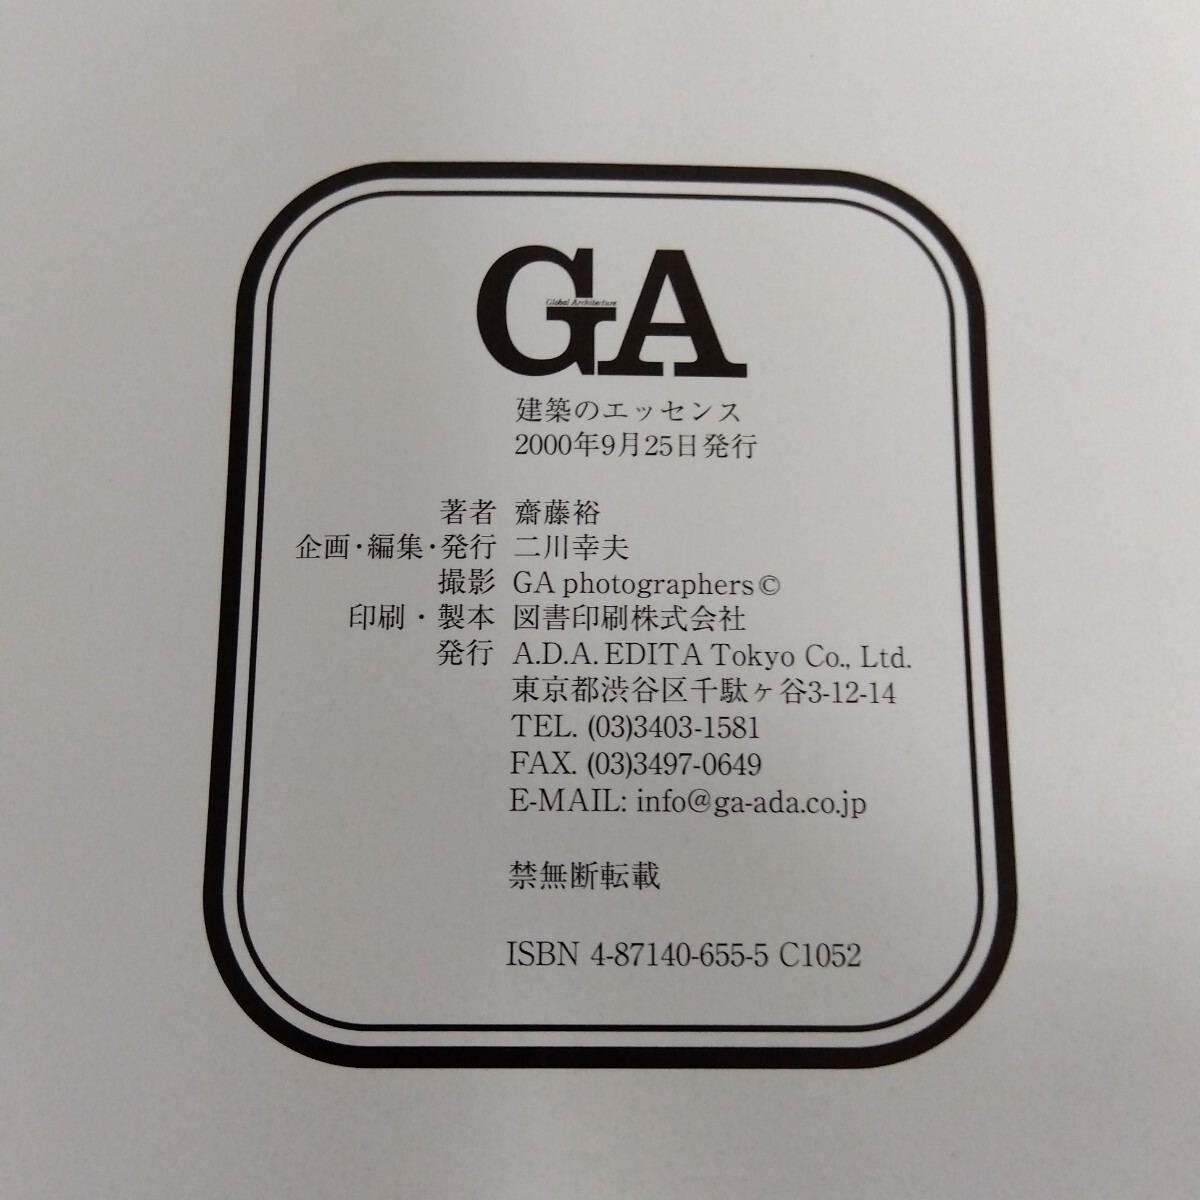 GA
Global Architecture
建築のエッセンス
2000年9月25日発行
著者 齋藤裕
企画・編集・発行 二川幸夫
撮影 GA photographers©
印刷・製本 図書印刷株式会社
発行 A.D.A. EDITA Tokyo Co., Ltd.
東京都渋谷区千駄ヶ谷3-12-14
TEL. (03)3403-1581
FAX. (03)3497-0649
E-MAIL: info@ga-ada.co.jp
禁無断転載
ISBN 4-87140-655-5 C1052